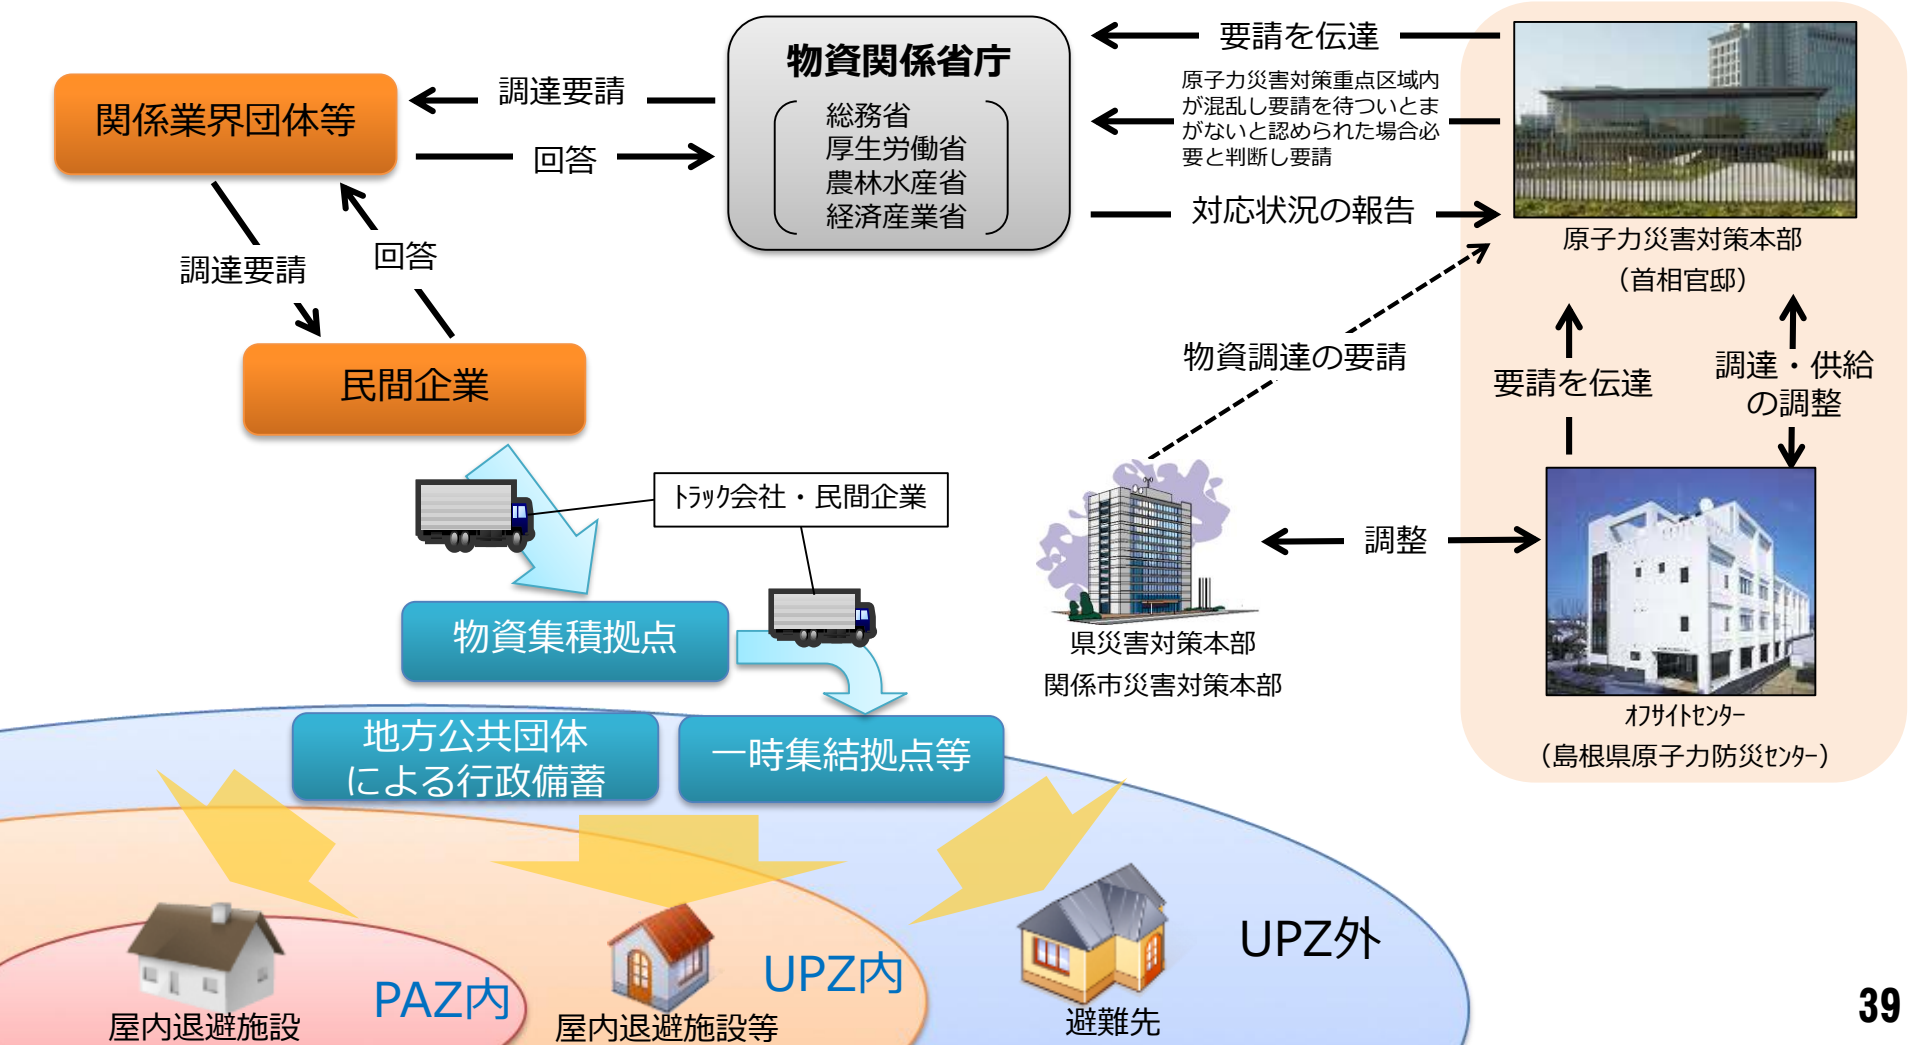 物資関係省庁
総務省
厚生労働省
農林水産省
経済産業省
関係業界団体等
調達要請
回答
要請を伝達
原子力災害対策重点区域内
が混乱し要請を待ついとま
がないと認められた場合必
要と判断し要請
対応状況の報告
原子力災害対策本部
（首相官邸）
調達要請
回答
民間企業
物資調達の要請
要請を伝達
調達・供給
の調整
ﾄﾗｯｸ会社・民間企業
調整
物資集積拠点
県災害対策本部
関係市災害対策本部
ｵﾌｻｲﾄｾﾝﾀｰ
（島根県原子力防災ｾﾝﾀｰ）
地方公共団体
による行政備蓄
一時集結拠点等
UPZ外
UPZ内
PAZ内
屋内退避施設
屋内退避施設等
避難先
39